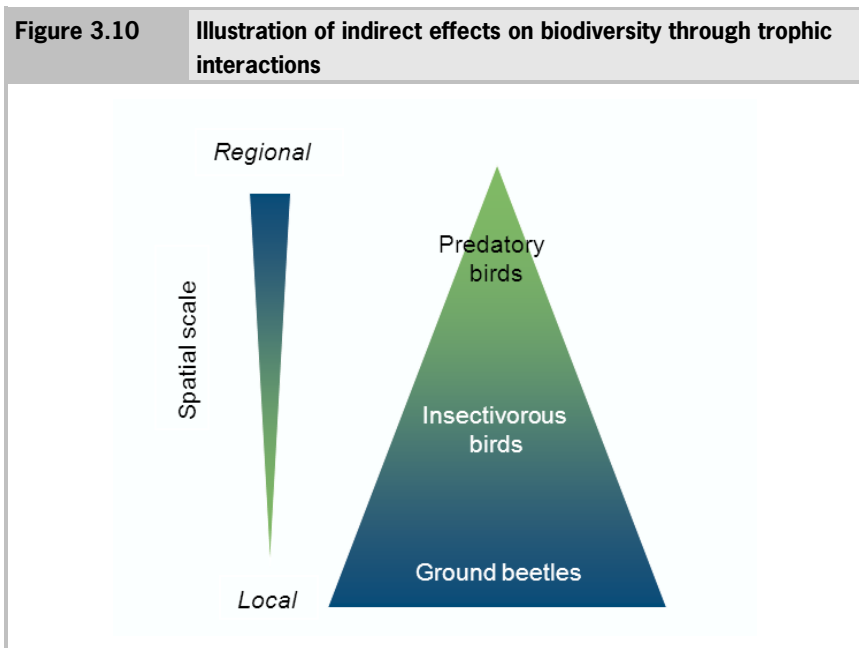 Figure 3.10
Illustration of indirect effects on biodiversity through trophic
interactions
Regional
Spatial scale
Local
Predatory
birds
Insectivorous
birds
Ground beetles